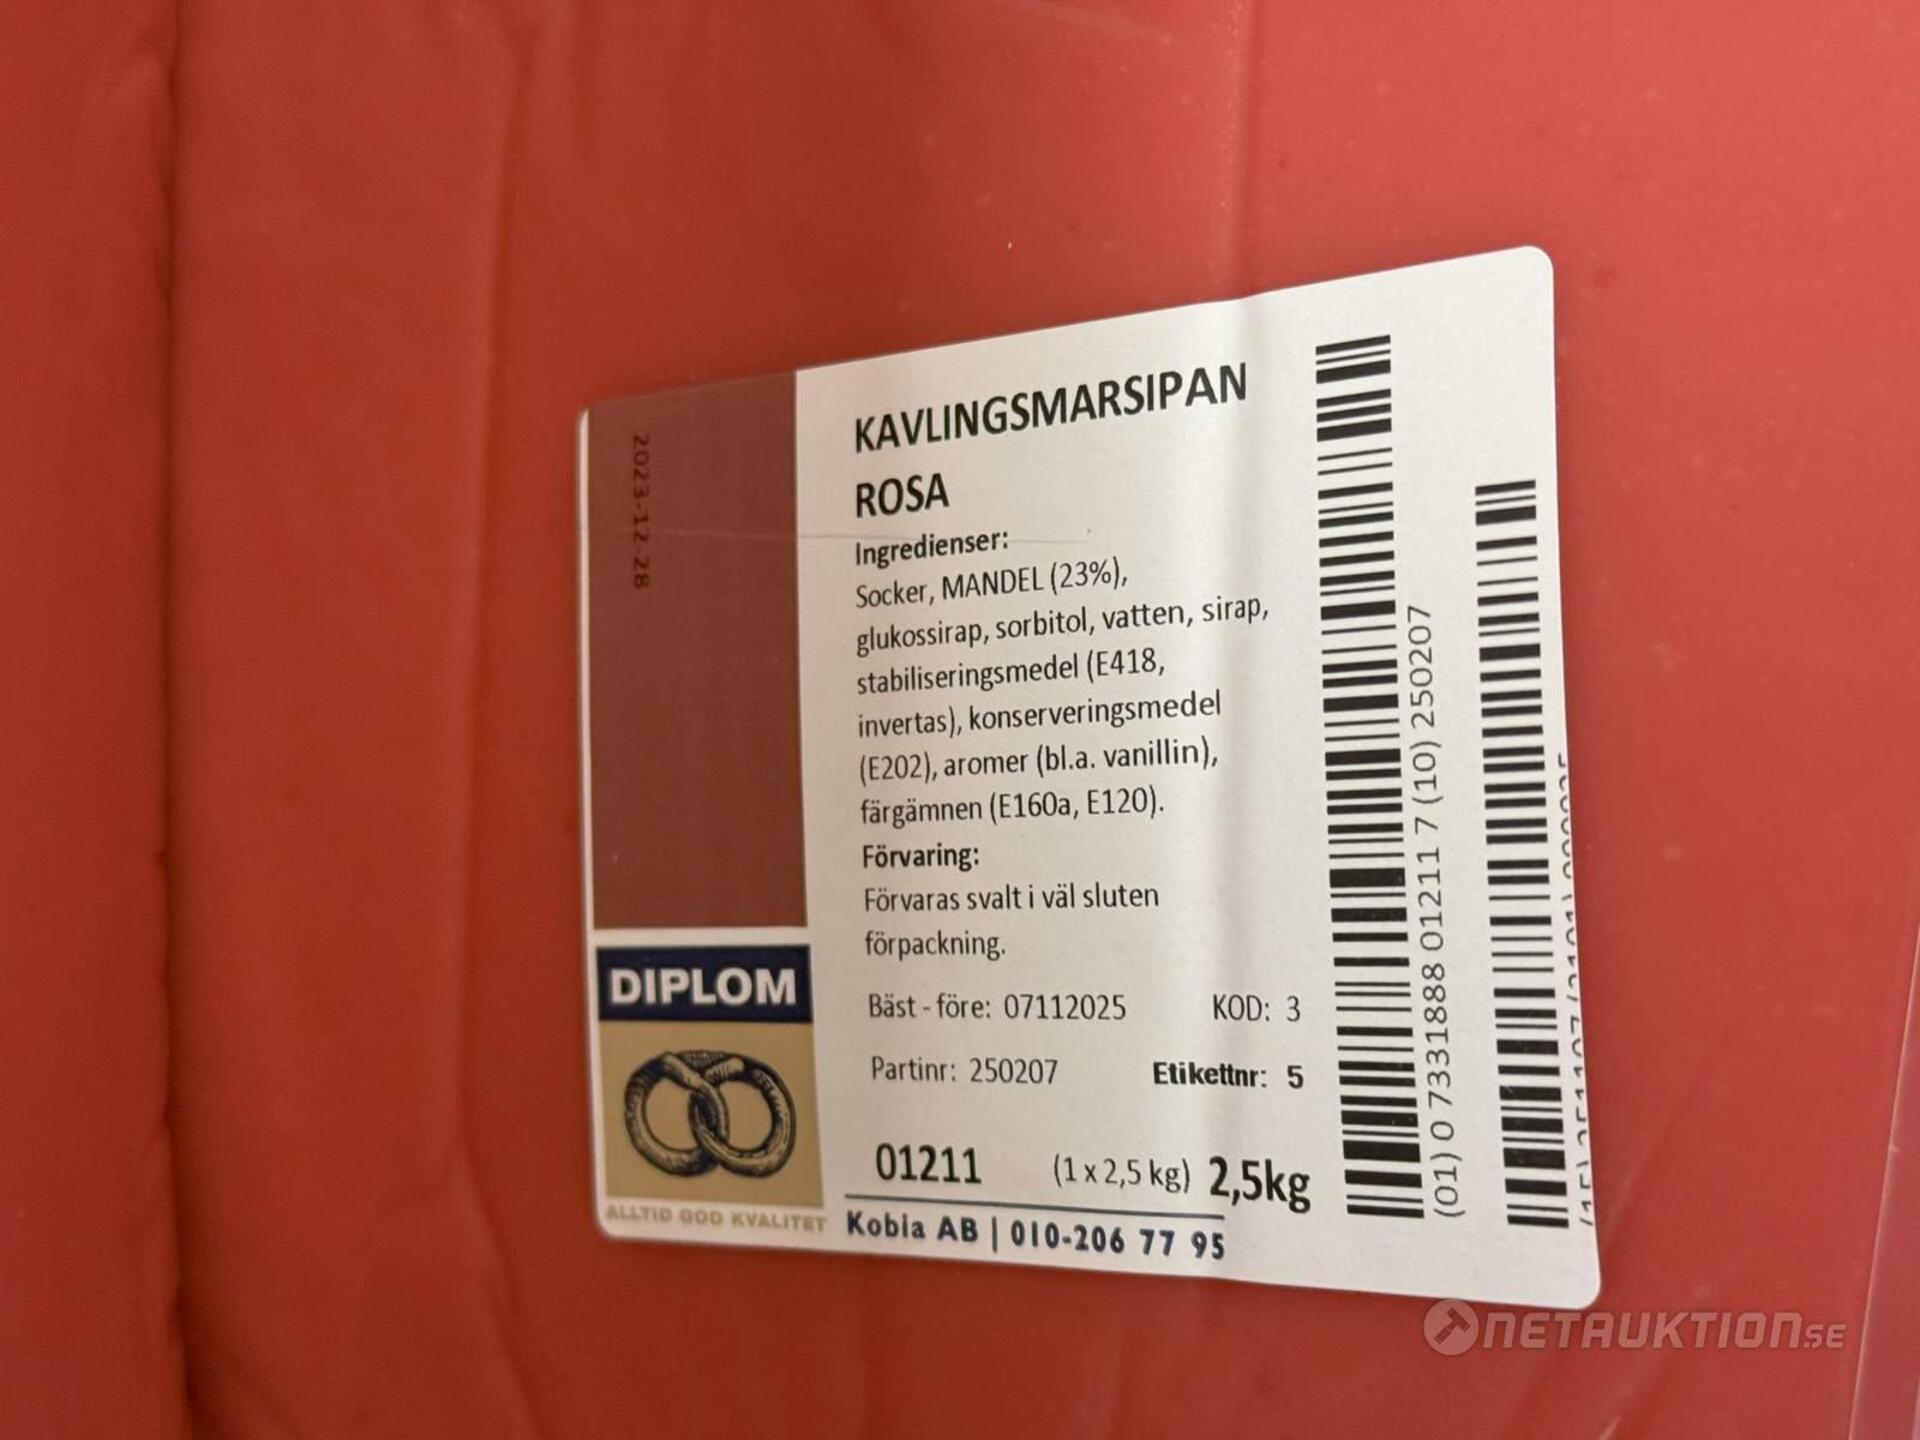 2023-12-28
KAVLINGSMARSIPAN
ROSA
Ingredienser:
Socker, MANDEL (23%),
glukossirap, sorbitol, vatten, sirap,
stabiliseringsmedel (E418,
invertas), konserveringsmedel
(E202), aromer (bl.a. vanillin),
färgämnen (E160a, E120).
Förvaring:
Förvaras svalt i väl sluten
förpackning.
Bäst - före: 07112025 KOD: 3
Partinr: 250207 Etikettnr: 5
01211 (1 x 2,5 kg) 2,5kg
Kobia AB | 010-206 77 95
DIPLOM
ALLTID GOD KVALITET
(01) 0 7331888 01211 7 (10) 250207
NETAUKTION.SE